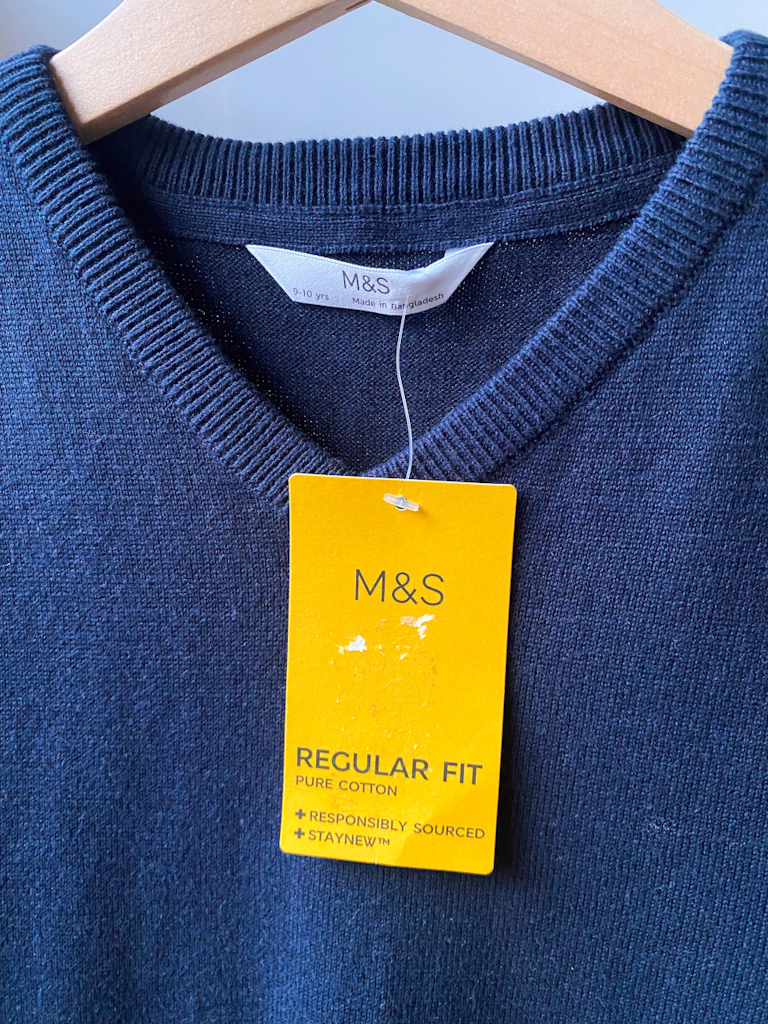 M&S
9-10 yrs Made in Bangladesh
M&S
REGULAR FIT
PURE COTTON
+ RESPONSIBLY SOURCED
+ STAYNEW™